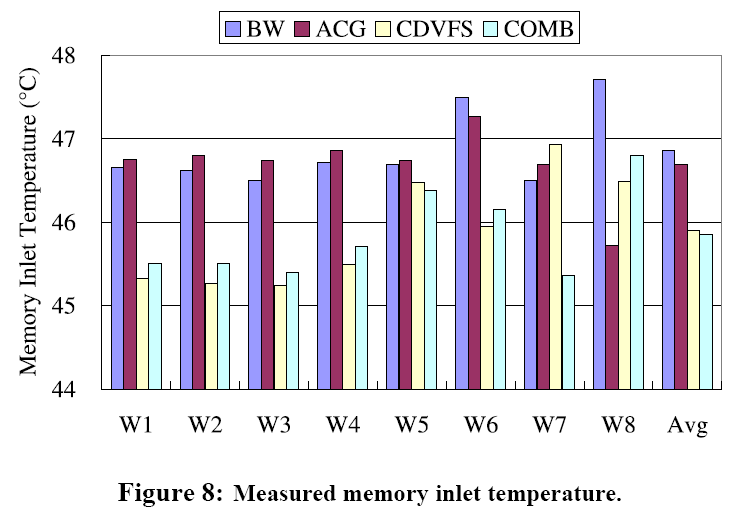 BW ACG CDVFS COMB
Memory Inlet Temperature (°C)
48
47
46
45
44
W1 W2 W3 W4 W5 W6 W7 W8 Avg
Figure 8: Measured memory inlet temperature.